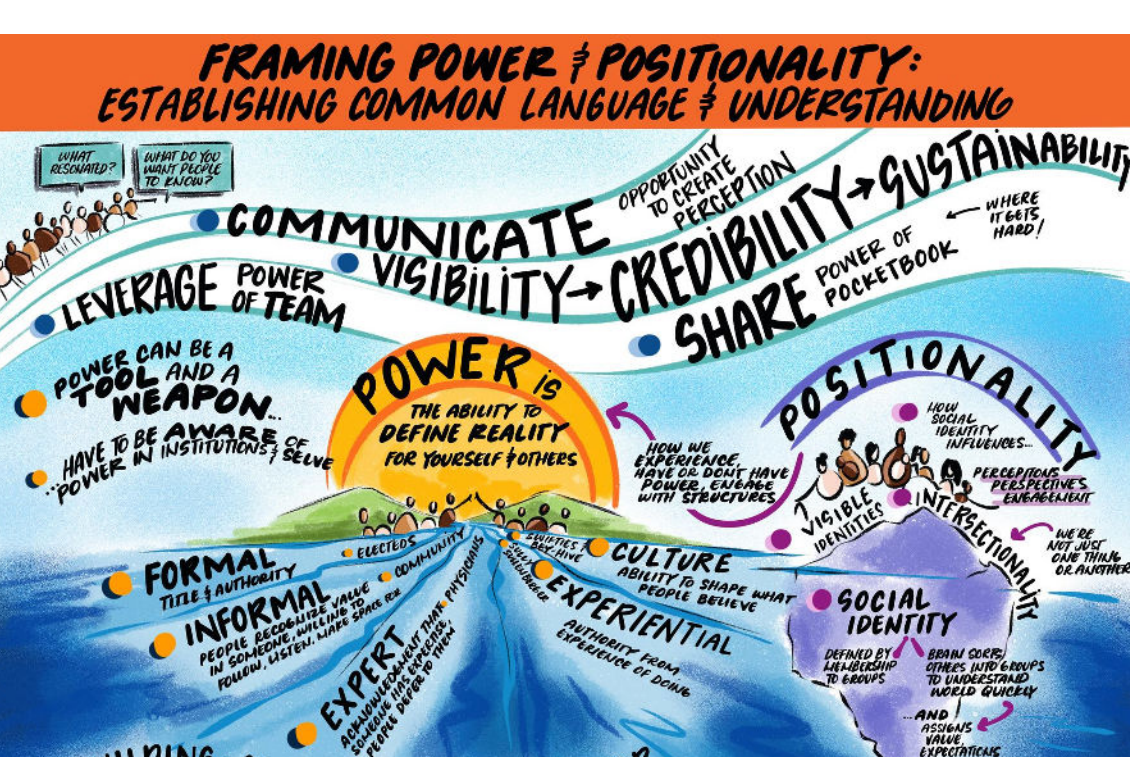 FRAMING POWER & POSITIONALITY:
ESTABLISHING COMMON LANGUAGE & UNDERSTANDING
WHAT
RESONATED?
WHAT DO YOU
WANT PEOPLE
TO KNOW?
COMMUNICATE
OPPORTUNITY
TO CREATE
PERCEPTION
VISIBILITY → CREDIBILITY → SUSTAINABILITY
← WHERE
IT GETS
HARD!
LEVERAGE POWER
OF TEAM
SHARE POWER OF
POCKETBOOK
POWER CAN BE A
TOOL AND A
WEAPON...
HAVE TO BE AWARE OF
...POWER IN INSTITUTIONS & SELVE
POWER IS
THE ABILITY TO
DEFINE REALITY
FOR YOURSELF & OTHERS
HOW WE
EXPERIENCE,
HAVE OR DON'T HAVE
POWER, ENGAGE
WITH STRUCTURES
POSITIONALITY
HOW
SOCIAL
IDENTITY
INFLUENCES...
PERCEPTIONS
PERSPECTIVES
ENGAGEMENT
VISIBLE
IDENTITIES
INTERSECTIONALITY
WE'RE
NOT JUST
ONE THING
OR ANOTHER
FORMAL
TITLE & AUTHORITY
ELECTEDS
INFORMAL
PEOPLE RECOGNIZE VALUE
IN SOMEONE, WILLING TO
FOLLOW, LISTEN, MAKE SPACE FOR
COMMUNITY
EXPERT
ACKNOWLEDGMENT THAT
SOMEONE HAS EXPERTISE,
PEOPLE DEFER TO THEM
PHYSICIANS
SWIFTIES &
BEY-HIVE
CULTURE
ABILITY TO SHAPE WHAT
PEOPLE BELIEVE
SULLY
EXPERIENTIAL
AUTHORITY FROM
EXPERIENCE OF DOING
SOCIAL
IDENTITY
DEFINED BY
MEMBERSHIP
TO GROUPS
BRAIN SORTS
OTHERS INTO GROUPS
TO UNDERSTAND
WORLD QUICKLY
...AND
ASSIGNS
VALUE,
EXPECTATIONS